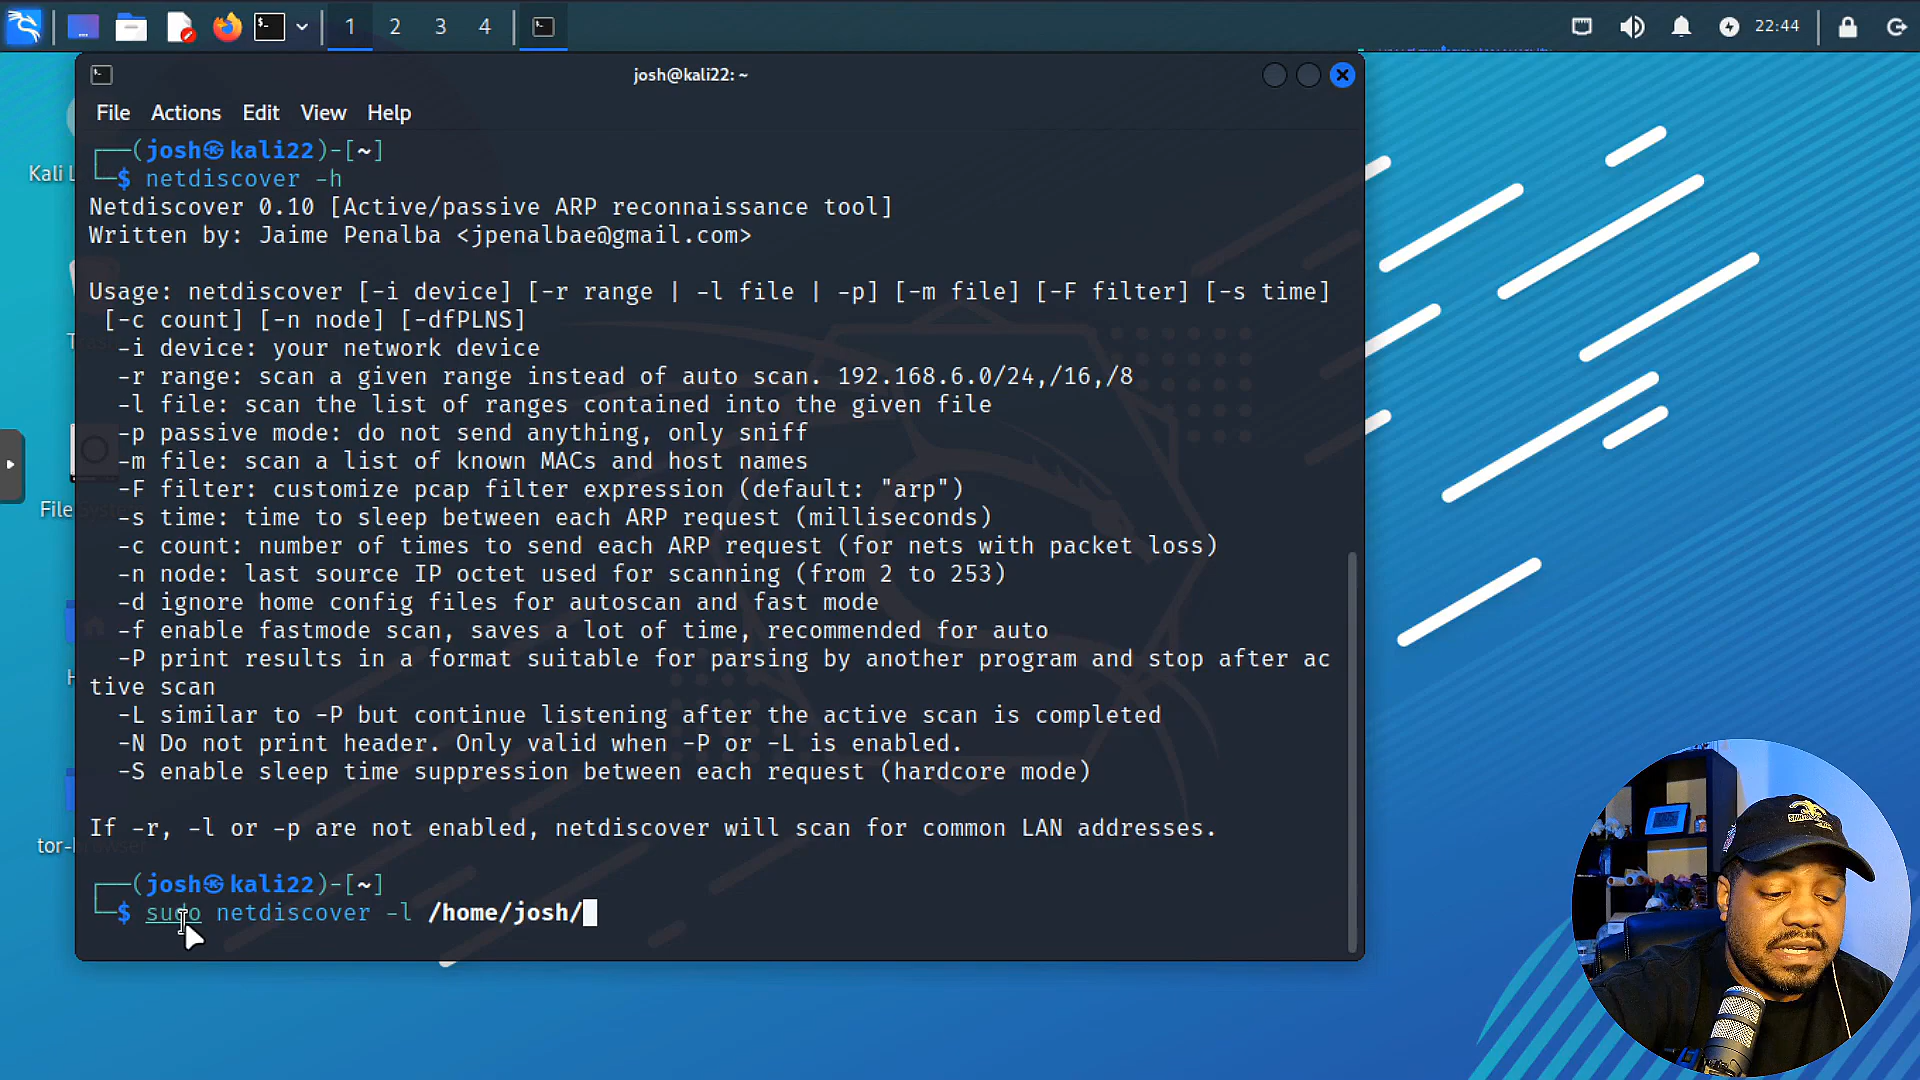 1 2 3 4 22:44
josh@kali22: ~
File Actions Edit View Help
(josh㉿kali22)-[~]
$ netdiscover -h
Netdiscover 0.10 [Active/passive ARP reconnaissance tool]
Written by: Jaime Penalba <jpenalbae@gmail.com>
Usage: netdiscover [-i device] [-r range | -l file | -p] [-m file] [-F filter] [-s time]
[-c count] [-n node] [-dfPLNS]
-i device: your network device
-r range: scan a given range instead of auto scan. 192.168.6.0/24,/16,/8
-l file: scan the list of ranges contained into the given file
-p passive mode: do not send anything, only sniff
-m file: scan a list of known MACs and host names
-F filter: customize pcap filter expression (default: "arp")
-s time: time to sleep between each ARP request (milliseconds)
-c count: number of times to send each ARP request (for nets with packet loss)
-n node: last source IP octet used for scanning (from 2 to 253)
-d ignore home config files for autoscan and fast mode
-f enable fastmode scan, saves a lot of time, recommended for auto
-P print results in a format suitable for parsing by another program and stop after ac
tive scan
-L similar to -P but continue listening after the active scan is completed
-N Do not print header. Only valid when -P or -L is enabled.
-S enable sleep time suppression between each request (hardcore mode)
If -r, -l or -p are not enabled, netdiscover will scan for common LAN addresses.
(josh㉿kali22)-[~]
$ sudo netdiscover -l /home/josh/
Kali L
File
tor-b